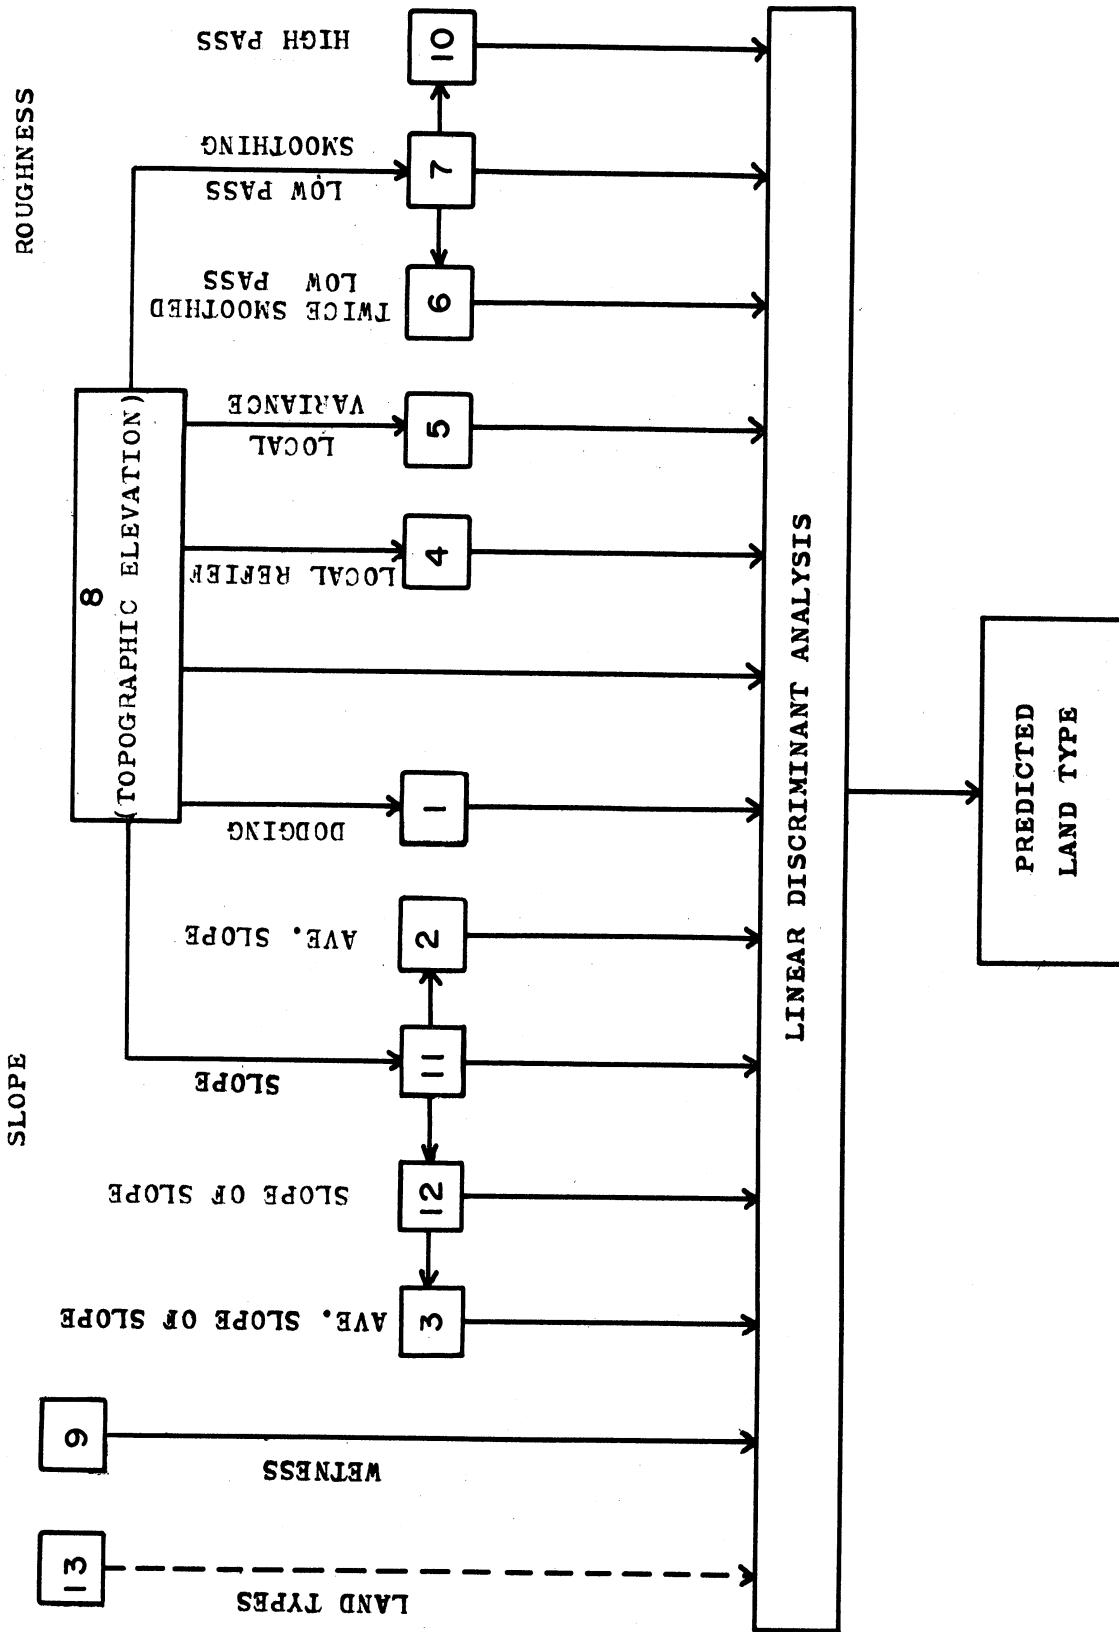 SLOPE
ROUGHNESS
8
(TOPOGRAPHIC ELEVATION)
13
9
LAND TYPES
WETNESS
AVE. SLOPE OF SLOPE
SLOPE OF SLOPE
SLOPE
AVE. SLOPE
DODGING
LOCAL RELIEF
LOCAL
VARIANCE
TWICE SMOOTHED
LOW PASS
LOW PASS
SMOOTHING
HIGH PASS
3
12
11
2
1
4
5
6
7
10
LINEAR DISCRIMINANT ANALYSIS
PREDICTED
LAND TYPE